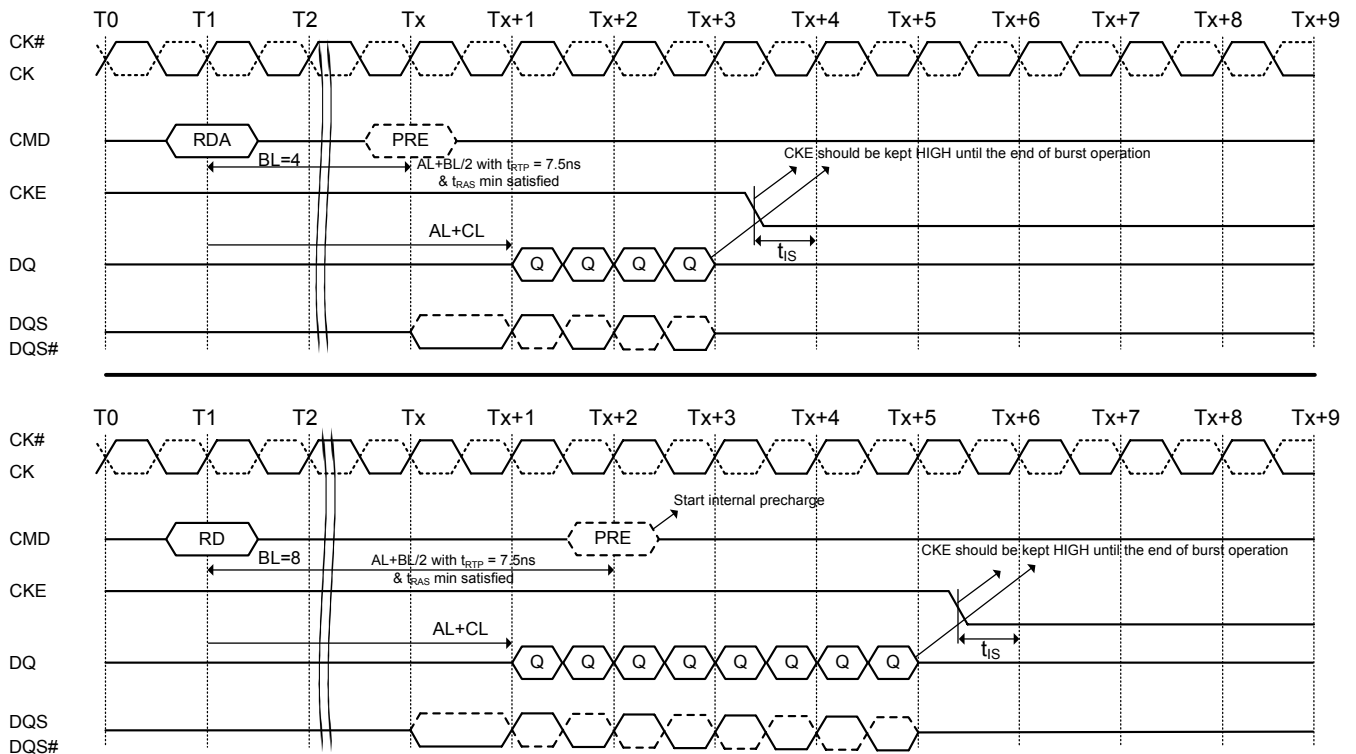 T0 T1 T2 Tx Tx+1 Tx+2 Tx+3 Tx+4 Tx+5 Tx+6 Tx+7 Tx+8 Tx+9
CK#
CK
CMD RDA PRE
BL=4 AL+BL/2 with tRTP = 7.5ns
& tRAS min satisfied
CKE should be kept HIGH until the end of burst operation
CKE
AL+CL
tIS
DQ Q Q Q Q
DQS
DQS#
T0 T1 T2 Tx Tx+1 Tx+2 Tx+3 Tx+4 Tx+5 Tx+6 Tx+7 Tx+8 Tx+9
CK#
CK
Start internal precharge
CMD RD PRE
BL=8 AL+BL/2 with tRTP = 7.5ns
& tRAS min satisfied
CKE should be kept HIGH until the end of burst operation
CKE
AL+CL
tIS
DQ Q Q Q Q Q Q Q Q
DQS
DQS#